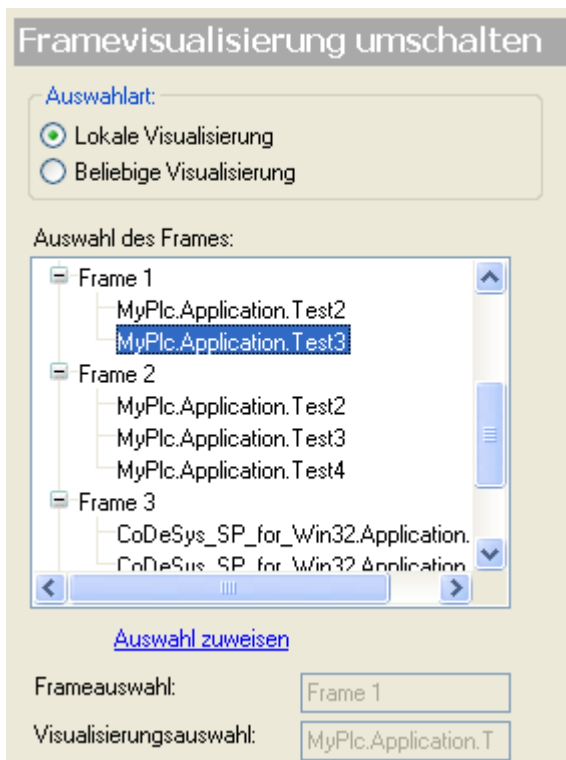 Framevisualisierung umschalten
Auswahlart:
Lokale Visualisierung
Beliebige Visualisierung
Auswahl des Frames:
Frame 1
MyPlc.Application.Test2
MyPlc.Application.Test3
Frame 2
MyPlc.Application.Test2
MyPlc.Application.Test3
MyPlc.Application.Test4
Frame 3
CoDeSys_SP_for_Win32.Application.
CoDeSys_SP_for_Win32.Application
Auswahl zuweisen
Frameauswahl: Frame 1
Visualisierungsauswahl: MyPlc.Application.T